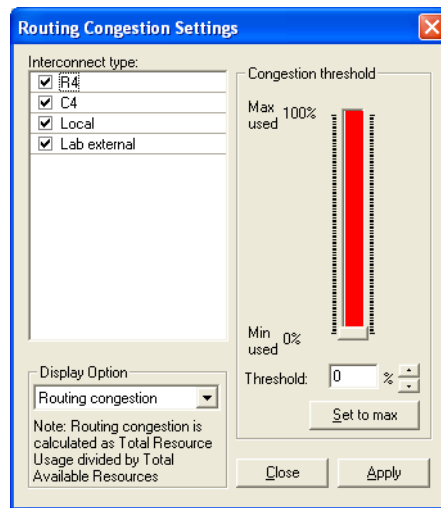 Routing Congestion Settings
Interconnect type:
R4
C4
Local
Lab external
Congestion threshold
Max used 100%
Min used 0%
Threshold: 0 %
Set to max
Display Option
Routing congestion
Note: Routing congestion is
calculated as Total Resource
Usage divided by Total
Available Resources
Close
Apply